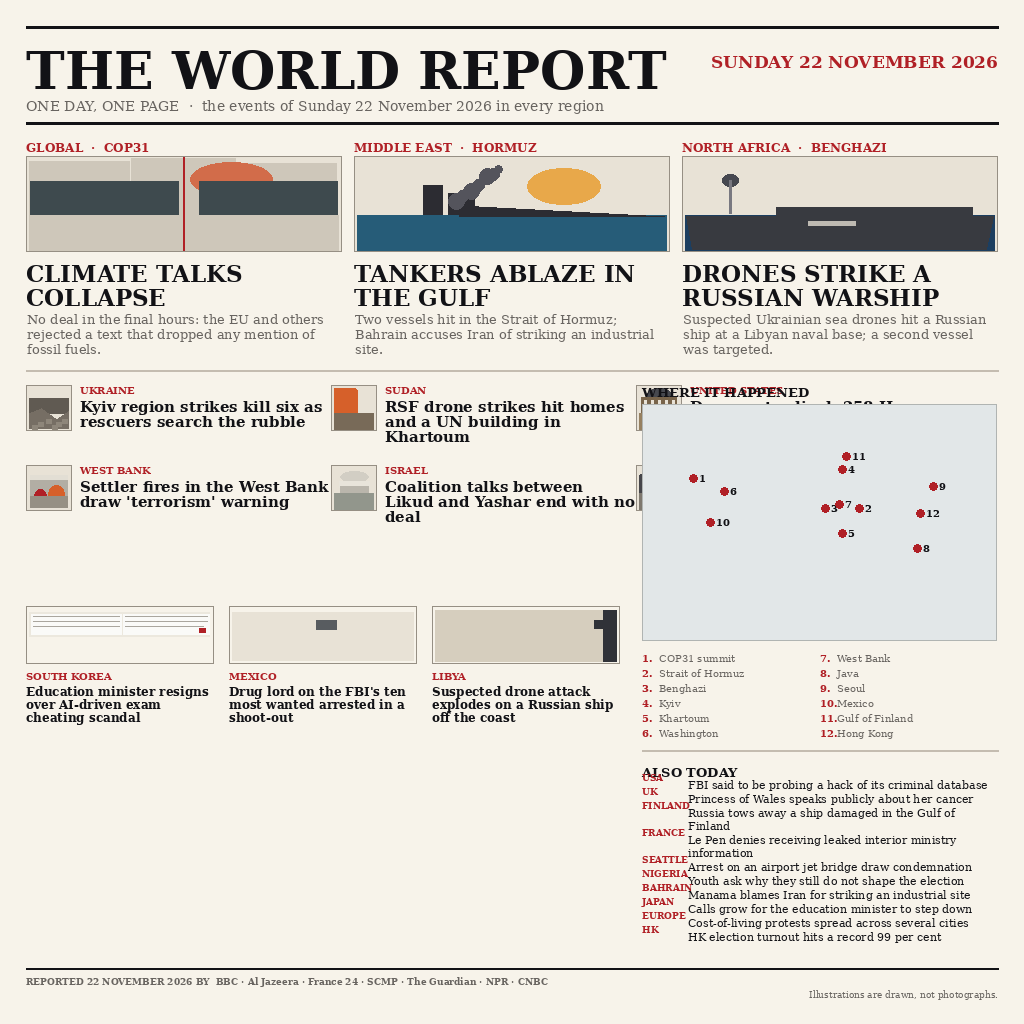 THE WORLD REPORT
SUNDAY 22 NOVEMBER 2026
ONE DAY, ONE PAGE · the events of Sunday 22 November 2026 in every region
GLOBAL · COP31
CLIMATE TALKS
COLLAPSE
No deal in the final hours: the EU and others
rejected a text that dropped any mention of
fossil fuels.
MIDDLE EAST · HORMUZ
TANKERS ABLAZE IN
THE GULF
Two vessels hit in the Strait of Hormuz;
Bahrain accuses Iran of striking an industrial
site.
NORTH AFRICA · BENGHAZI
DRONES STRIKE A
RUSSIAN WARSHIP
Suspected Ukrainian sea drones hit a Russian
ship at a Libyan naval base; a second vessel
was targeted.
UKRAINE
Kyiv region strikes kill six as
rescuers search the rubble
SUDAN
RSF drone strikes hit homes
and a UN building in
Khartoum
UNITED STATES
WEST BANK
Settler fires in the West Bank
draw 'terrorism' warning
ISRAEL
Coalition talks between
Likud and Yashar end with no
deal
SOUTH KOREA
Education minister resigns
over AI-driven exam
cheating scandal
MEXICO
Drug lord on the FBI's ten
most wanted arrested in a
shoot-out
LIBYA
Suspected drone attack
explodes on a Russian ship
off the coast
WHERE IT HAPPENED
11
4
1
6
9
7
3
2
12
10
5
8
1. COP31 summit
2. Strait of Hormuz
3. Benghazi
4. Kyiv
5. Khartoum
6. Washington
7. West Bank
8. Java
9. Seoul
10.Mexico
11.Gulf of Finland
12.Hong Kong
ALSO TODAY
USA FBI said to be probing a hack of its criminal database
UK Princess of Wales speaks publicly about her cancer
FINLAND Russia tows away a ship damaged in the Gulf of
Finland
FRANCE Le Pen denies receiving leaked interior ministry
information
SEATTLE Arrest on an airport jet bridge draw condemnation
NIGERIA Youth ask why they still do not shape the election
BAHRAIN Manama blames Iran for striking an industrial site
JAPAN Calls grow for the education minister to step down
EUROPE Cost-of-living protests spread across several cities
HK HK election turnout hits a record 99 per cent
REPORTED 22 NOVEMBER 2026 BY BBC · Al Jazeera · France 24 · SCMP · The Guardian · NPR · CNBC
Illustrations are drawn, not photographs.